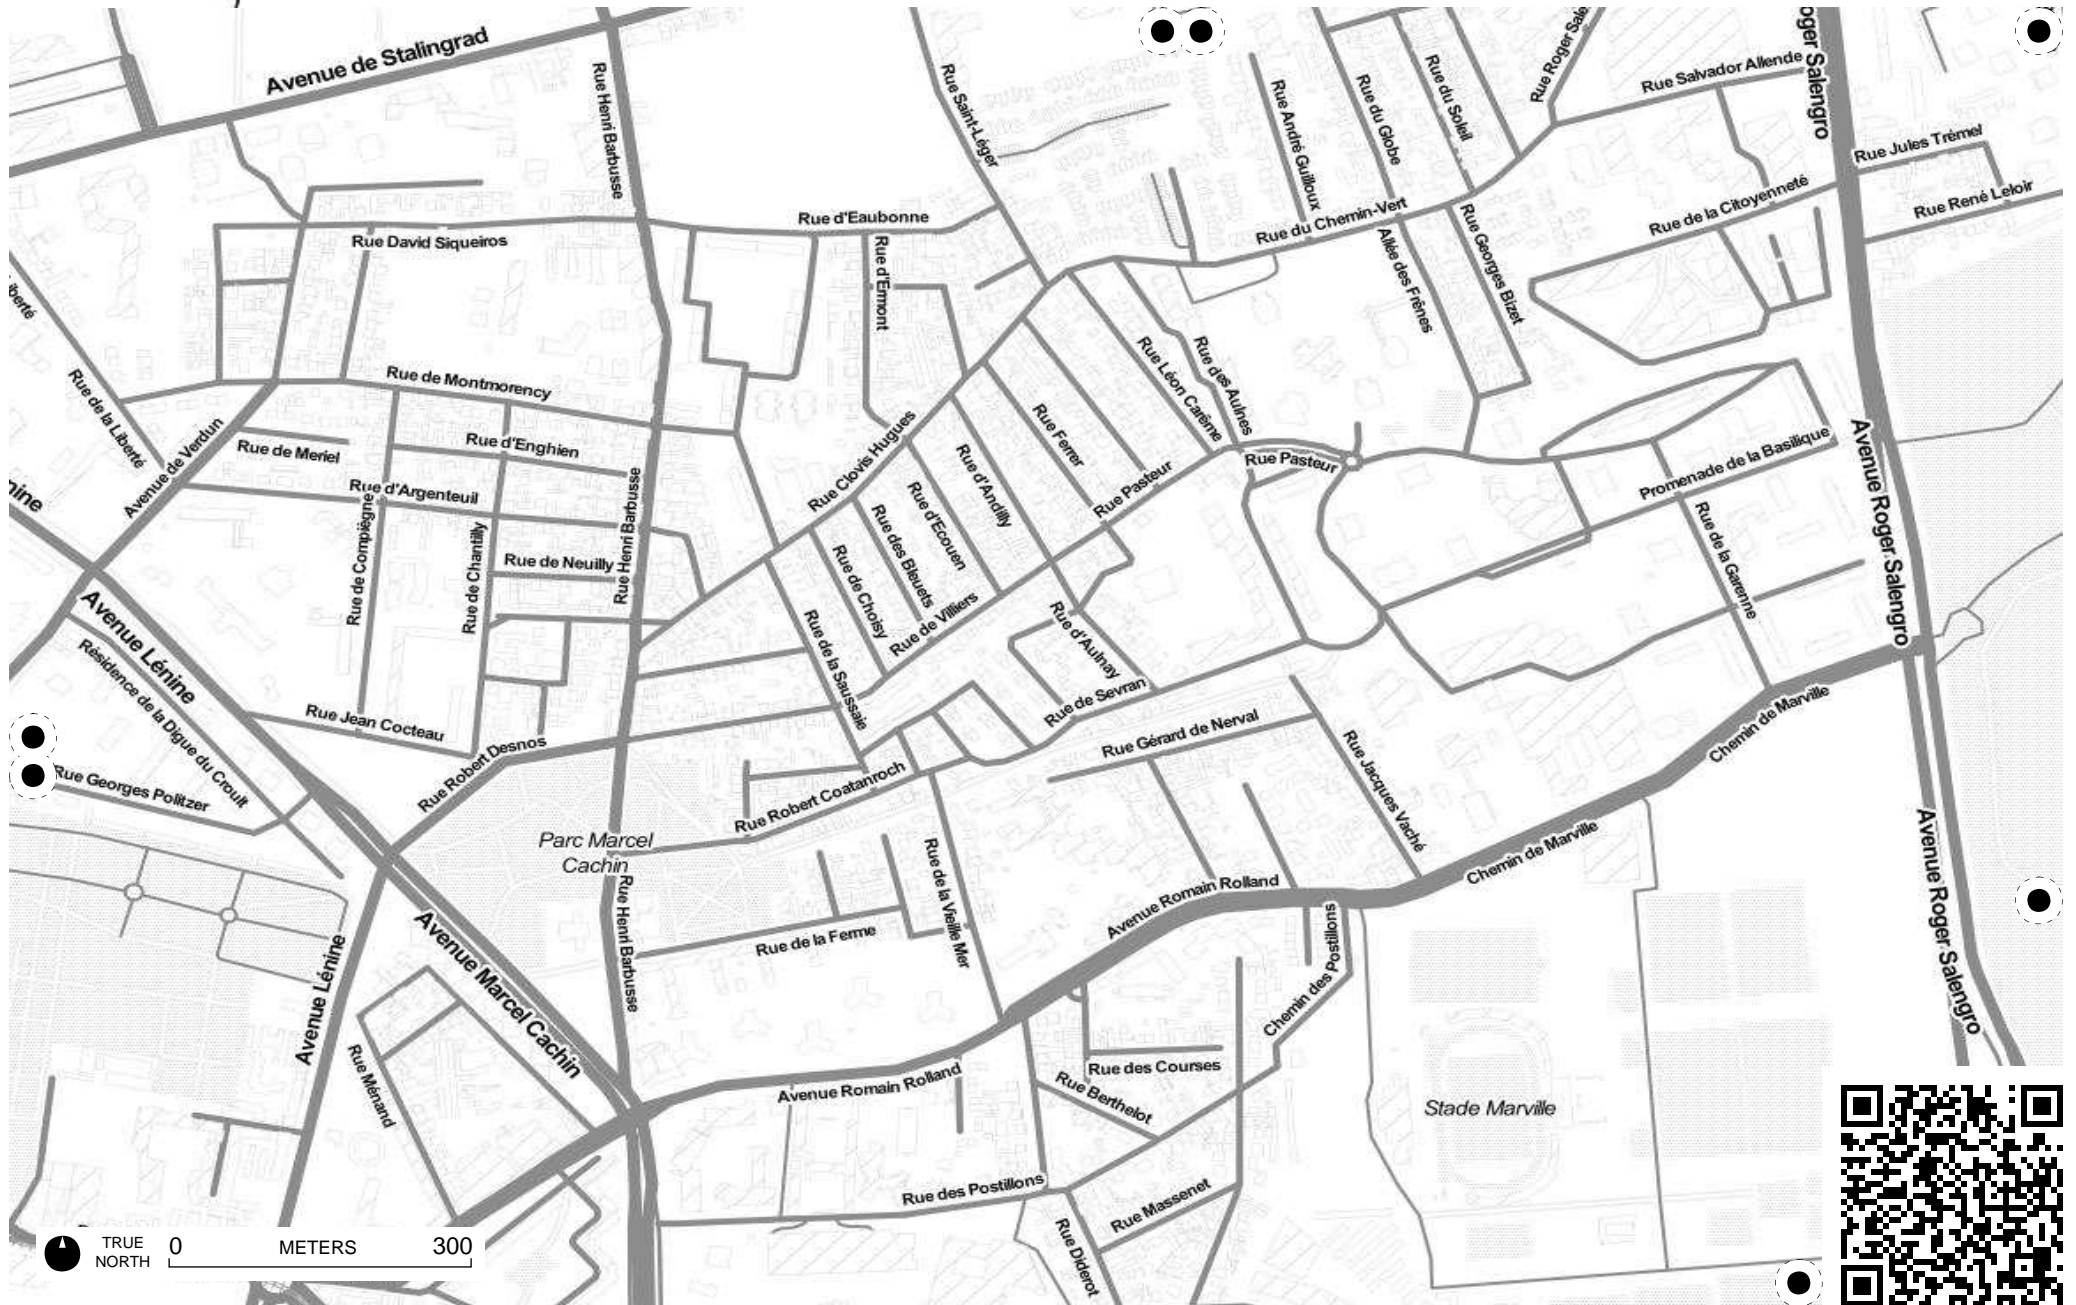 Avenue de Stalingrad
Rue Henri Barbusse
Rue Saint-Léger
Rue André Guilloux
Rue du Globe
Rue du Soleil
Rue Roger Sale
Rue Salvador Allende
oger Salengro
Rue Jules Trémel
Rue René Leloir
Rue de la Citoyenneté
Rue du Chemin-Vert
Rue d'Eaubonne
Rue David Siqueiros
Rue d'Ermont
Allée des Frênes
Rue Georges Bizet
iberté
Rue de la Liberté
Rue de Montmorency
Rue Léon Carême
Rue des Aulnes
Avenue de Verdun
Rue de Meriel
Rue d'Enghien
Rue Clovis Hugues
Rue Ferrer
Rue d'Andilly
Rue Pasteur
Rue Pasteur
Promenade de la Basilique
Avenue Roger Salengro
énine
Rue d'Argenteuil
Rue de Compiègne
Rue de Chantilly
Rue de Neuilly
Rue Henri Barbusse
Rue d'Ecouen
Rue des Bleuets
Rue de Choisy
Rue de Villiers
Rue de la Garenne
Avenue Lénine
Résidence de la Digue du Croult
Rue de la Saussaie
Rue d'Aulnay
Rue de Sevran
Rue Jean Cocteau
Rue Robert Desnos
Rue Gérard de Nerval
Rue Jacques Vaché
Chemin de Marville
Rue Georges Politzer
Rue Robert Coatanroch
Parc Marcel
Cachin
Rue de la Vieille Mer
Chemin de Marville
Avenue Roger Salengro
Avenue Marcel Cachin
Rue Henri Barbusse
Rue de la Ferme
Avenue Romain Rolland
Chemin des Postillons
Avenue Lénine
Rue Ménand
Avenue Romain Rolland
Rue des Courses
Rue Berthelot
Stade Marville
Rue des Postillons
Rue Massenet
Rue Diderot
TRUE
NORTH
0 METERS 300